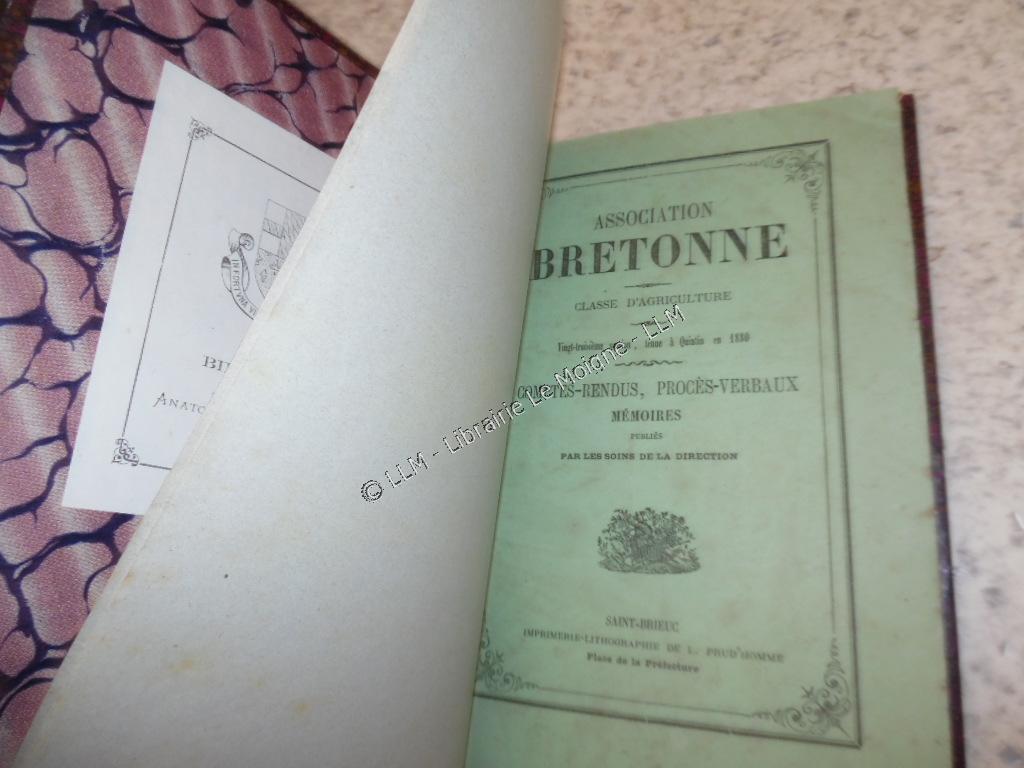 BI
ANATO
ASSOCIATION
BRETONNE
CLASSE D'AGRICULTURE
Vingt-troisième tenue à Quintin en 1880
COMPTES-RENDUS, PROCÈS-VERBAUX
MÉMOIRES
PUBLIÉS
PAR LES SOINS DE LA DIRECTION
SAINT-BRIEUC
IMPRIMERIE-LITHOGRAPHIE DE L. PRUD'HOMME
Place de la Préfecture
© LLM - Librairie Le Moigne - LLM